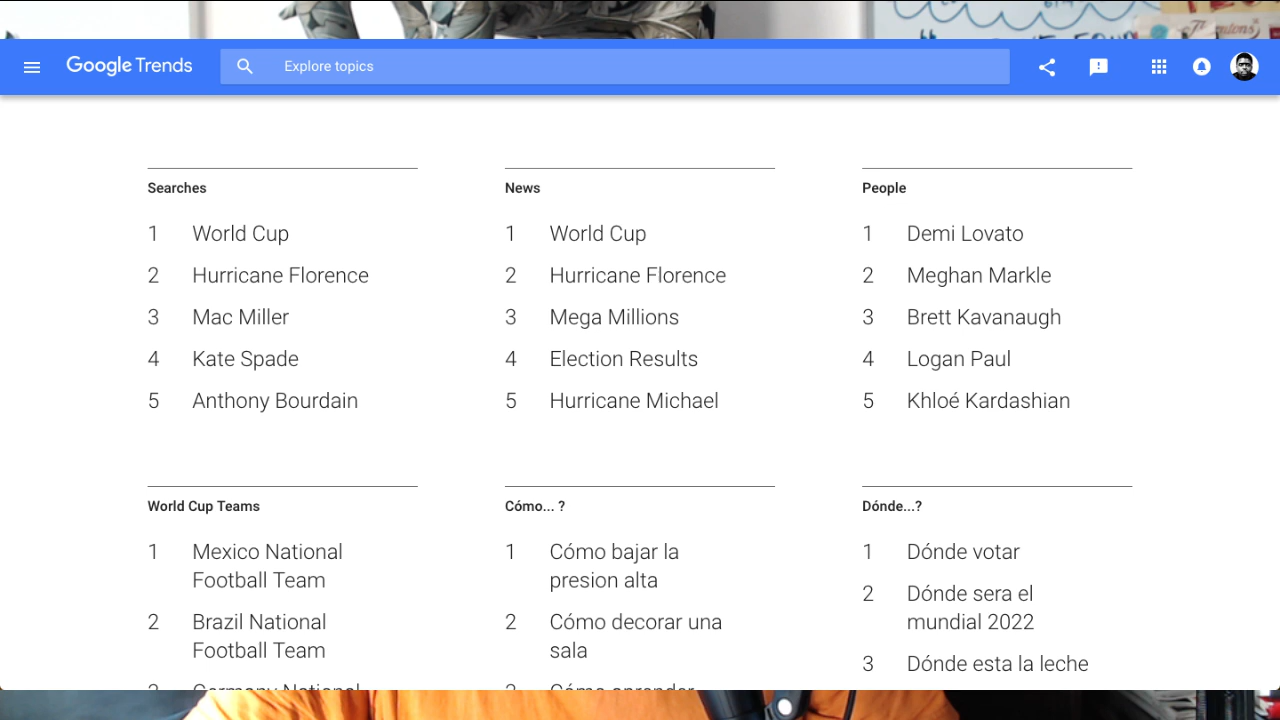 Google Trends
Explore topics
Searches
1 World Cup
2 Hurricane Florence
3 Mac Miller
4 Kate Spade
5 Anthony Bourdain
News
1 World Cup
2 Hurricane Florence
3 Mega Millions
4 Election Results
5 Hurricane Michael
People
1 Demi Lovato
2 Meghan Markle
3 Brett Kavanaugh
4 Logan Paul
5 Khloé Kardashian
World Cup Teams
1 Mexico National
Football Team
2 Brazil National
Football Team
Cómo... ?
1 Cómo bajar la
presion alta
2 Cómo decorar una
sala
Dónde...?
1 Dónde votar
2 Dónde sera el
mundial 2022
3 Dónde esta la leche